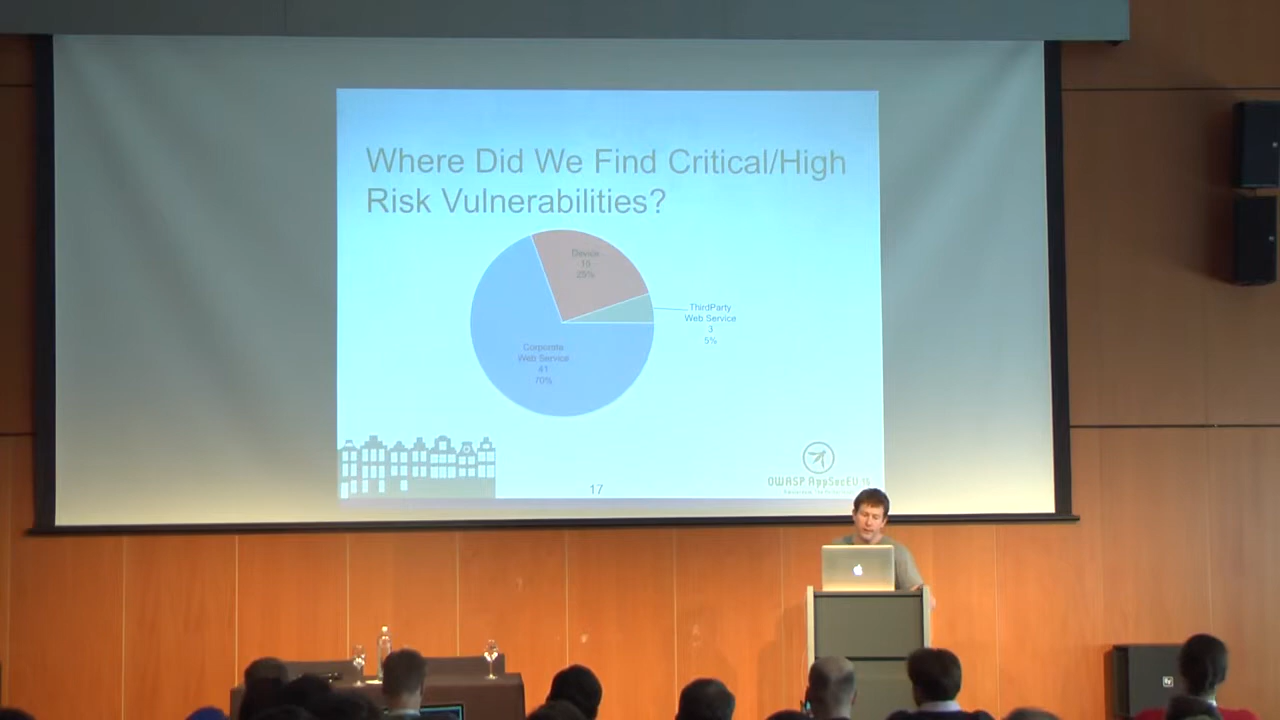 Where Did We Find Critical/High
Risk Vulnerabilities?
Device
25%
ThirdParty
Web Service
3
5%
Corporate
Web Service
41
70%
17
OWASP AppSecEU 15